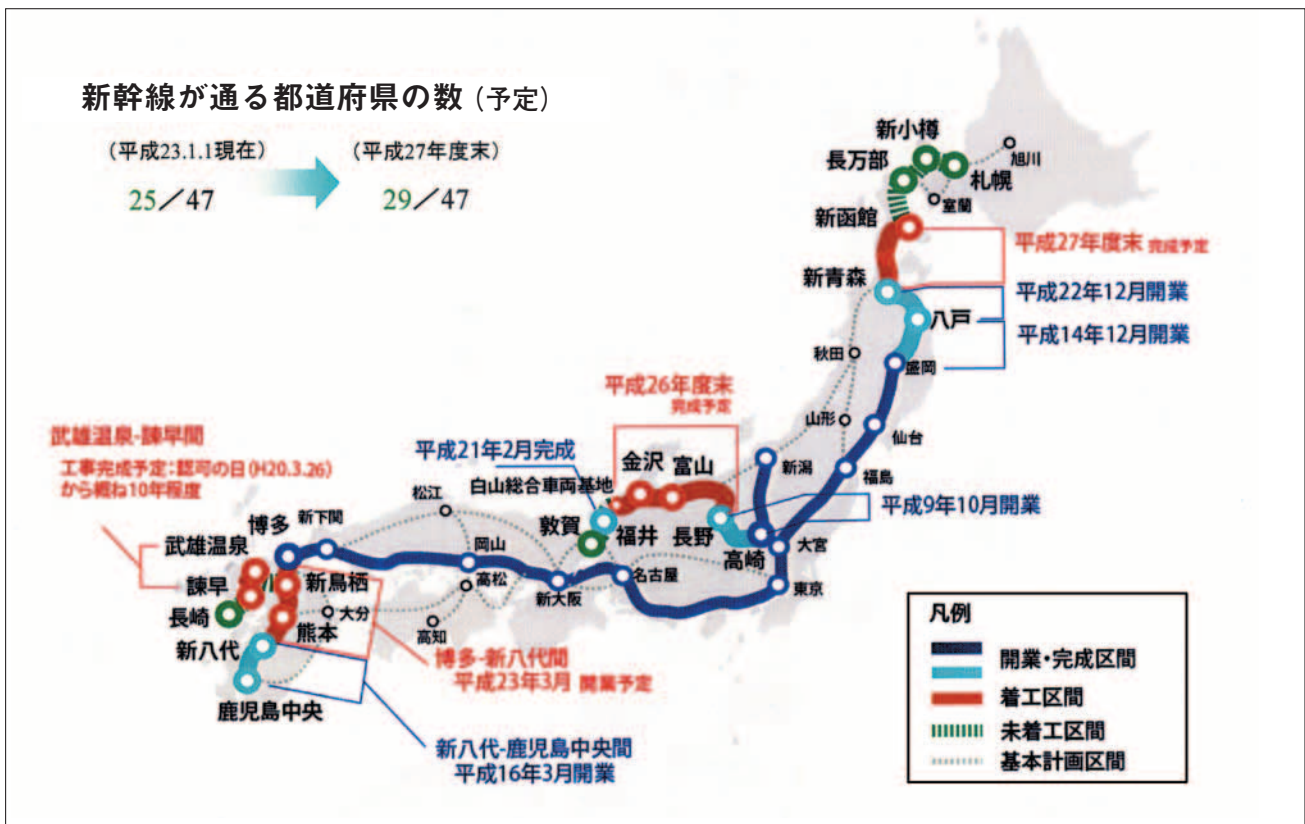 新幹線が通る都道府県の数 (予定)
(平成23.1.1現在)
(平成27年度末)
25／47
29／47
新小樽
長万部
旭川
札幌
室蘭
新函館
平成27年度末 完成予定
新青森
平成22年12月開業
八戸
平成14年12月開業
秋田
盛岡
平成26年度末
完成予定
山形
仙台
武雄温泉-諫早間
工事完成予定：認可の日(H20.3.26)
から概ね10年程度
平成21年2月完成
金沢
富山
新潟
福島
白山総合車両基地
松江
平成9年10月開業
博多
新下関
敦賀
福井
長野
高崎
大宮
武雄温泉
岡山
諫早
新鳥栖
高松
新大阪
名古屋
東京
長崎
大分
高知
熊本
新八代
博多-新八代間
平成23年3月 開業予定
鹿児島中央
新八代-鹿児島中央間
平成16年3月開業
凡例
開業・完成区間
着工区間
未着工区間
基本計画区間